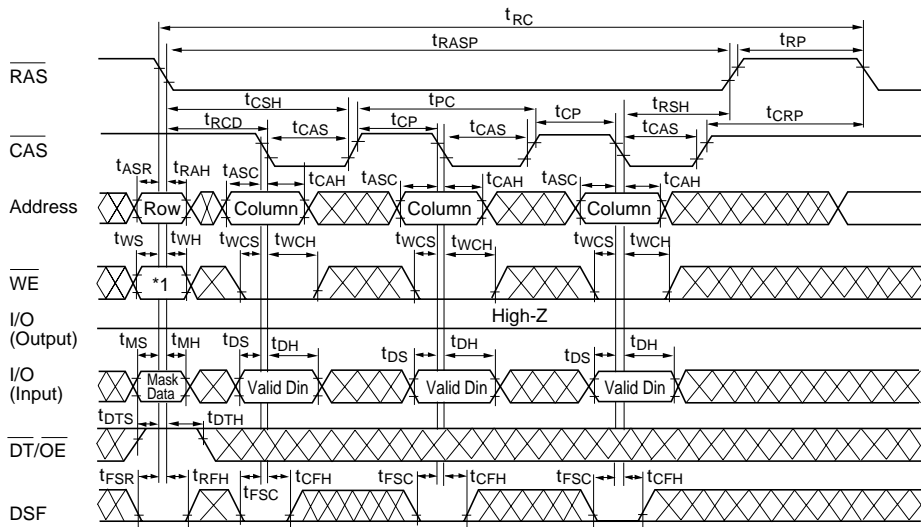 tRC
tRASP tRP
RAS
tCSH tPC tRSH
tRCD tCAS tCP tCAS tCP tCAS tCRP
CAS
tASR tRAH tASC tCAH tASC tCAH tASC tCAH
Address Row Column Column Column
tWS tWH tWCS tWCH tWCS tWCH tWCS tWCH
WE *1
I/O (Output) High-Z
tMS tMH tDS tDH tDS tDH tDS tDH
I/O (Input) Mask Data Valid Din Valid Din Valid Din
tDTS tDTH
DT/OE
tFSR tRFH tFSC tCFH tFSC tCFH tFSC tCFH
DSF